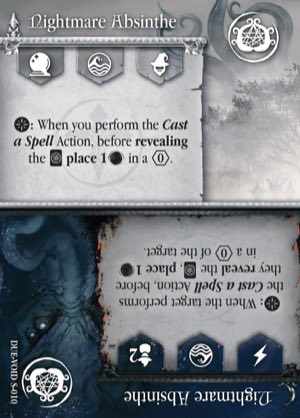 Nightmare Absinthe
: When you perform the Cast
a Spell Action, before revealing
the place 1 in a 0.
: When the target performs
the Cast a Spell Action, before
they reveal the , place 1
in a 0 of the target.
2
Nightmare Absinthe
DUE-VOID S-010